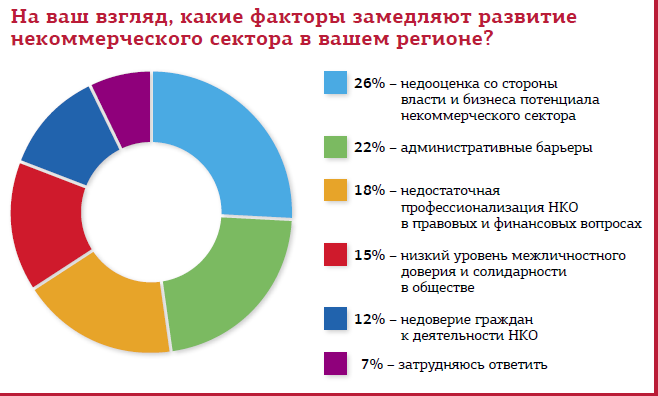 На ваш взгляд, какие факторы замедляют развитие
некоммерческого сектора в вашем регионе?
26% – недооценка со стороны
власти и бизнеса потенциала
некоммерческого сектора
22% – административные барьеры
18% – недостаточная
профессионализация НКО
в правовых и финансовых вопросах
15% – низкий уровень межличностного
доверия и солидарности
в обществе
12% – недоверие граждан
к деятельности НКО
7% – затрудняюсь ответить